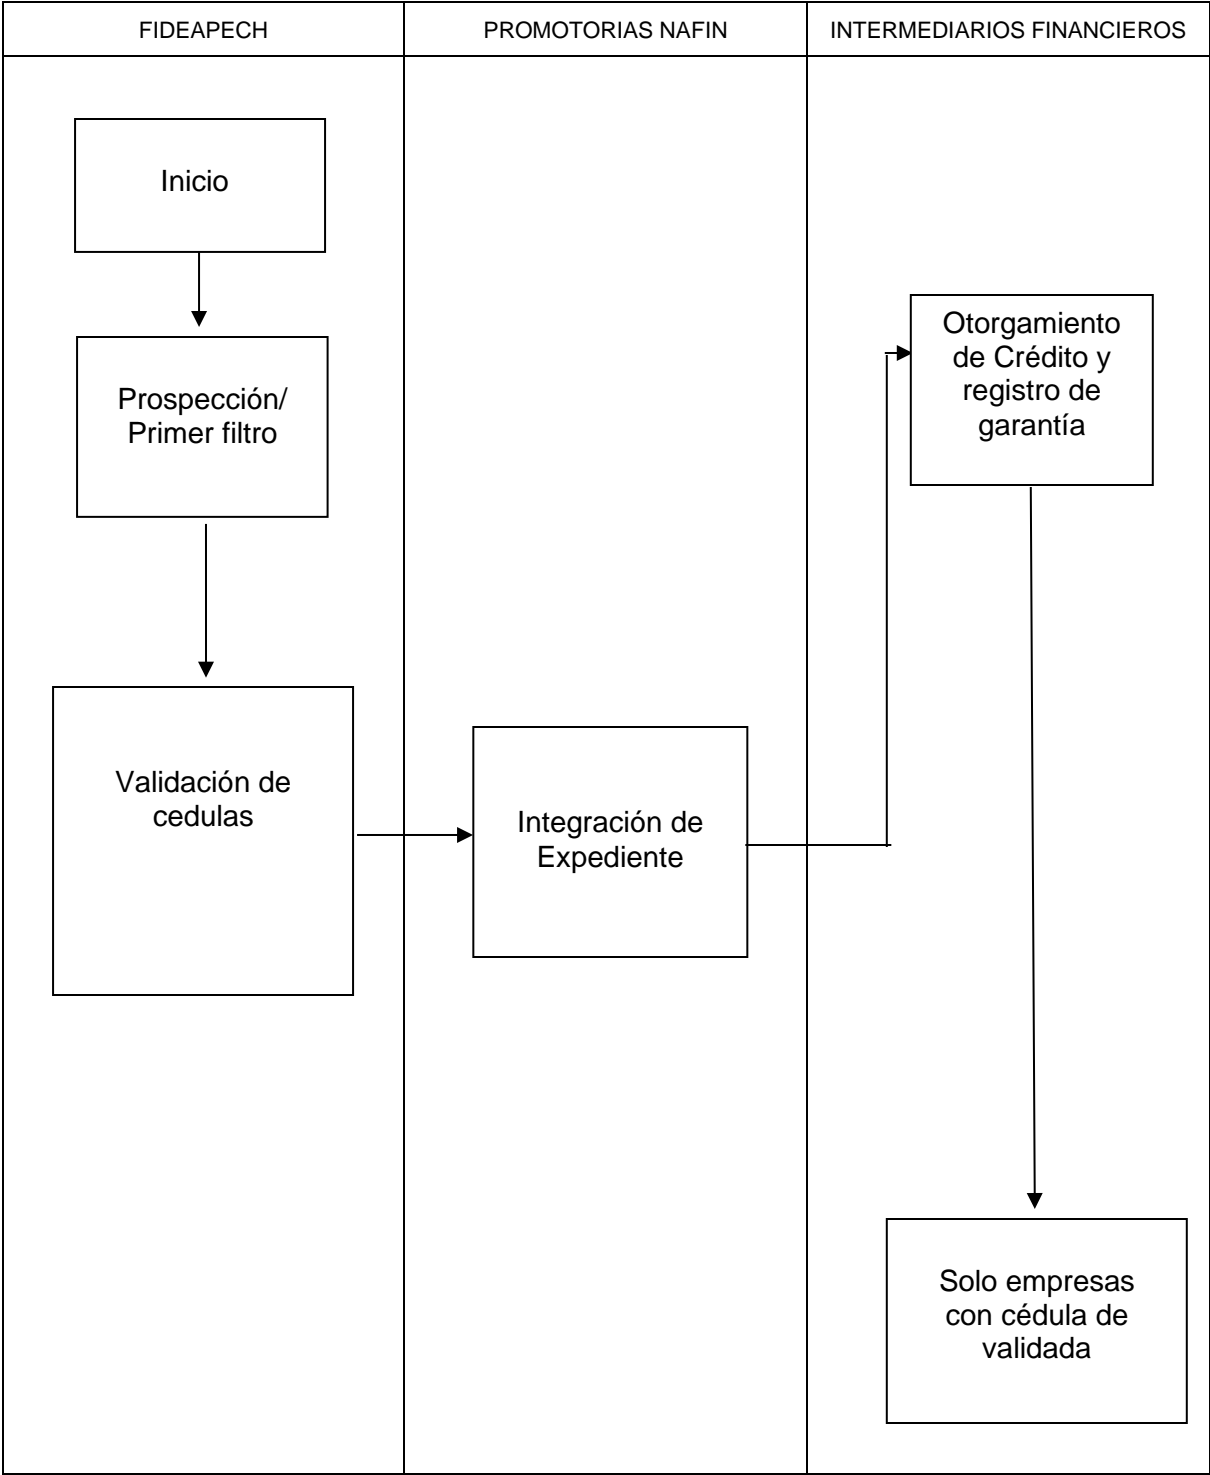 FIDEAPECH
PROMOTORIAS NAFIN
INTERMEDIARIOS FINANCIEROS
Inicio
Prospección/
Primer filtro
Validación de
cedulas
Integración de
Expediente
Otorgamiento
de Crédito y
registro de
garantía
Solo empresas
con cédula de
validada